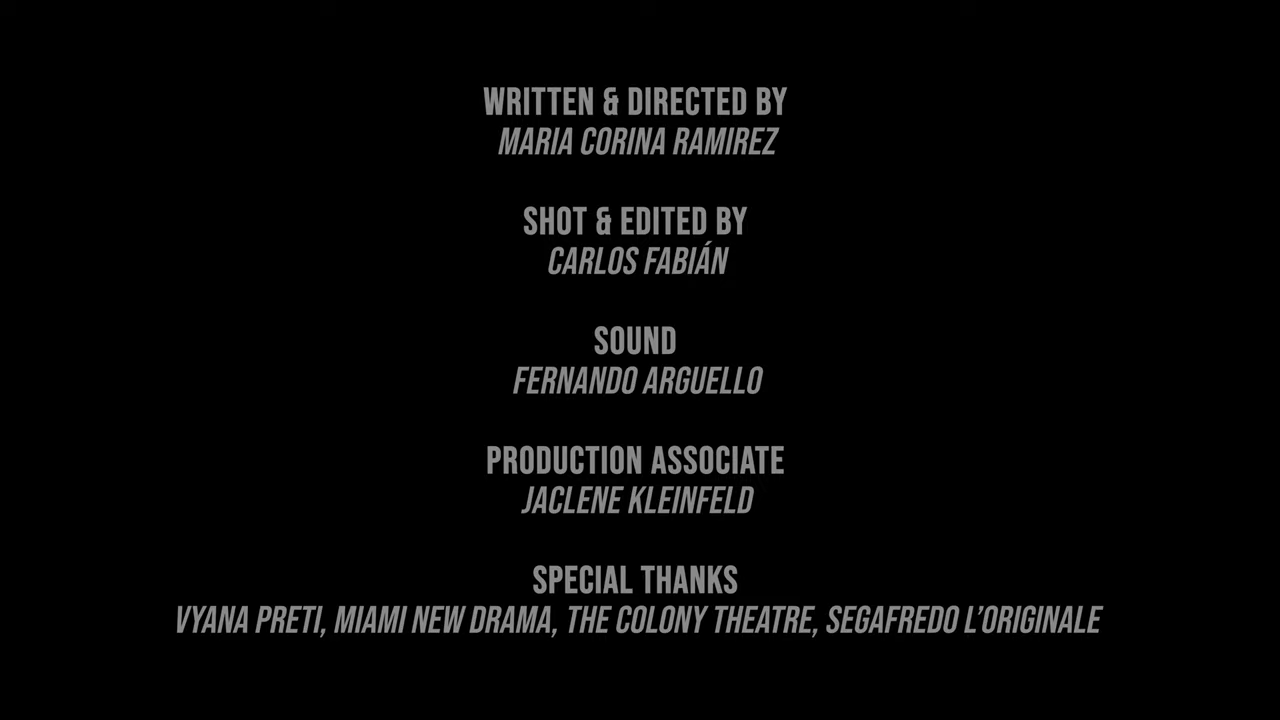 WRITTEN & DIRECTED BY
MARIA CORINA RAMIREZ
SHOT & EDITED BY
CARLOS FABIÁN
SOUND
FERNANDO ARGUELLO
PRODUCTION ASSOCIATE
JACLENE KLEINFELD
SPECIAL THANKS
VYANA PRETI, MIAMI NEW DRAMA, THE COLONY THEATRE, SEGAFREDO L'ORIGINALE